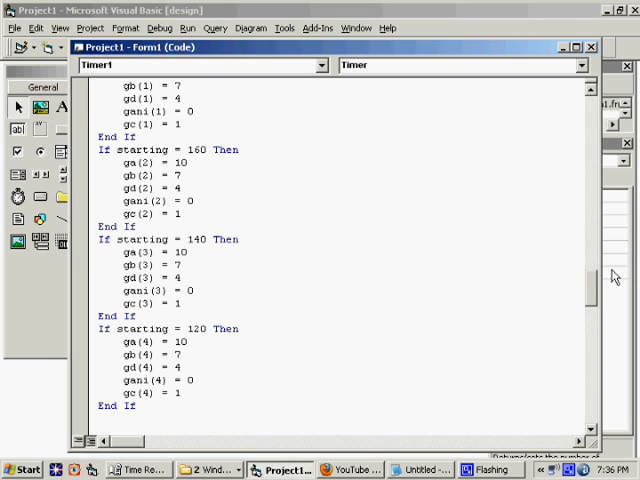 Project1 - Microsoft Visual Basic [design]
File Edit View Project Format Debug Run Query Diagram Tools Add-Ins Window Help
Project1 - Form1 (Code)
General
Timer1 Timer
gb(1) = 7
gd(1) = 4
gani(1) = 0
gc(1) = 1
End If
If starting = 160 Then
ga(2) = 10
gb(2) = 7
gd(2) = 4
gani(2) = 0
gc(2) = 1
End If
If starting = 140 Then
ga(3) = 10
gb(3) = 7
gd(3) = 4
gani(3) = 0
gc(3) = 1
End If
If starting = 120 Then
ga(4) = 10
gb(4) = 7
gd(4) = 4
gani(4) = 0
gc(4) = 1
End If
Start Time Re... 2 Wind... Project1... YouTube ... Untitled -... Flashing 7:36 PM